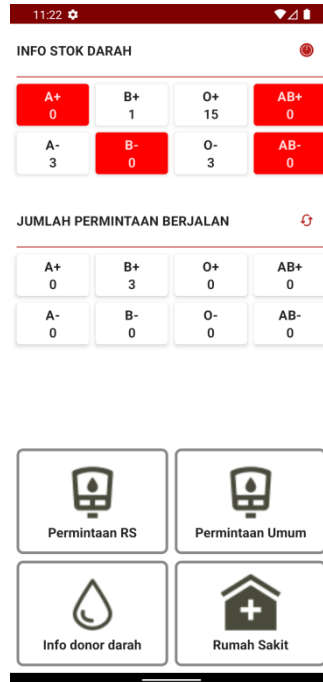 11:22
INFO STOK DARAH
A+ B+ O+ AB+
0 1 15 0
A- B- O- AB-
3 0 3 0
JUMLAH PERMINTAAN BERJALAN
A+ B+ O+ AB+
0 3 0 0
A- B- O- AB-
0 0 0 0
Permintaan RS Permintaan Umum
Info donor darah Rumah Sakit